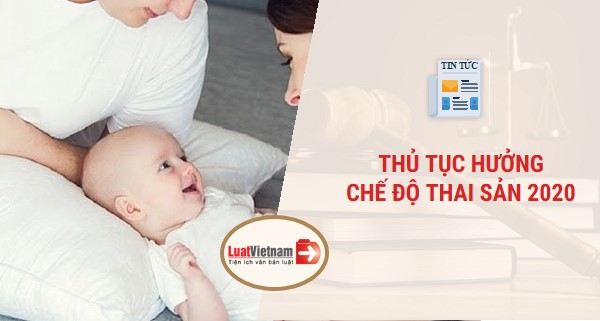 TIN TỨC
THỦ TỤC HƯỞNG
CHẾ ĐỘ THAI SẢN 2020
LuatVietnam
Tiện ích văn bản luật